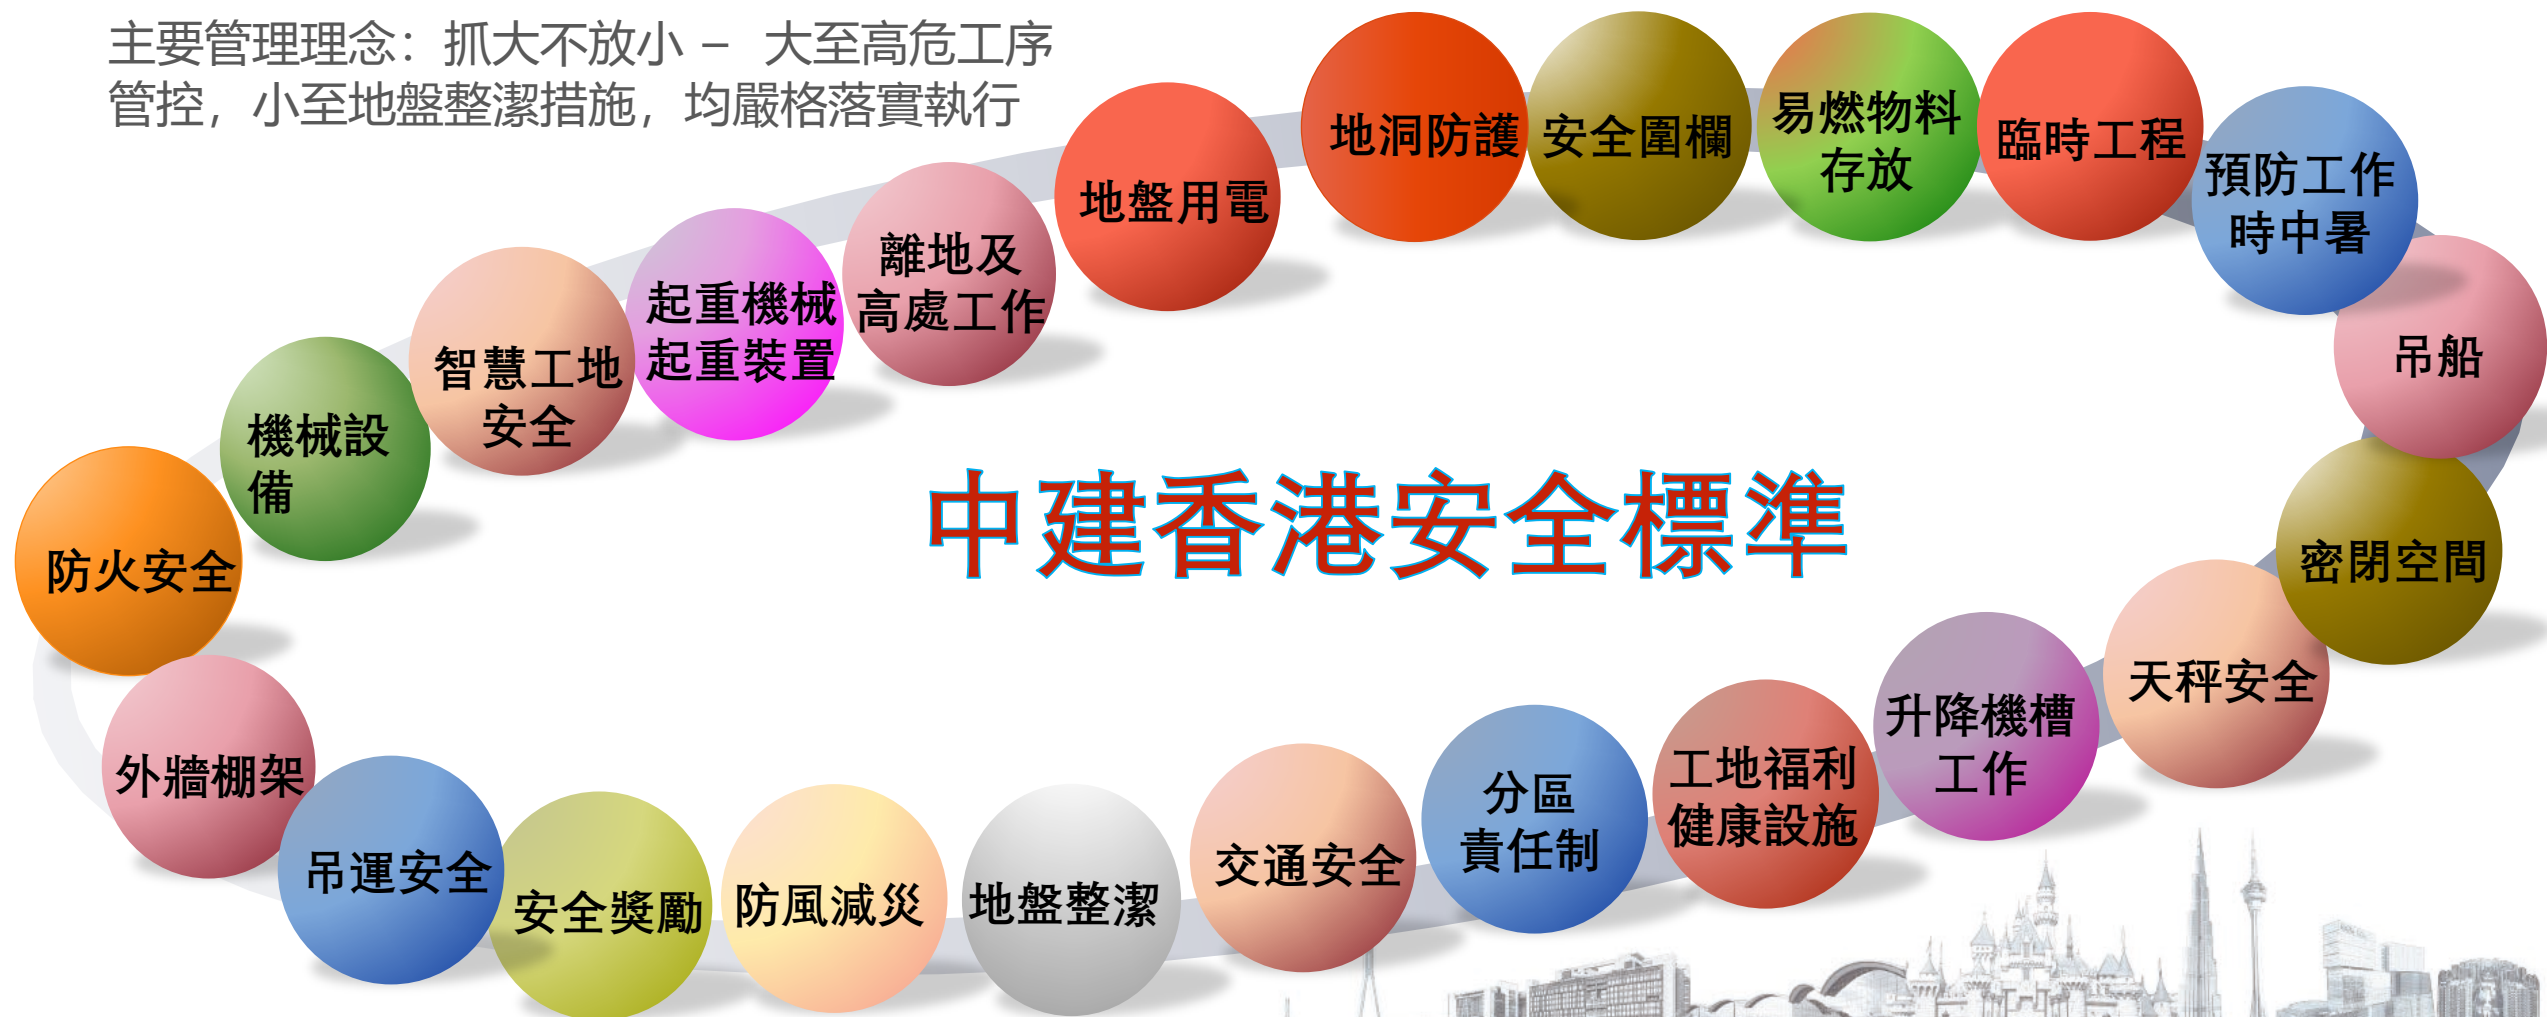 主要管理理念：抓大不放小 – 大至高危工序
管控，小至地盤整潔措施，均嚴格落實執行
防火安全
機械設
備
智慧工地
安全
起重機械
起重裝置
離地及
高處工作
地盤用電
地洞防護
安全圍欄
易燃物料
存放
臨時工程
預防工作
時中暑
吊船
密閉空間
天秤安全
升降機槽
工作
工地福利
健康設施
分區
責任制
交通安全
地盤整潔
防風減災
安全獎勵
吊運安全
外牆棚架
中建香港安全標準